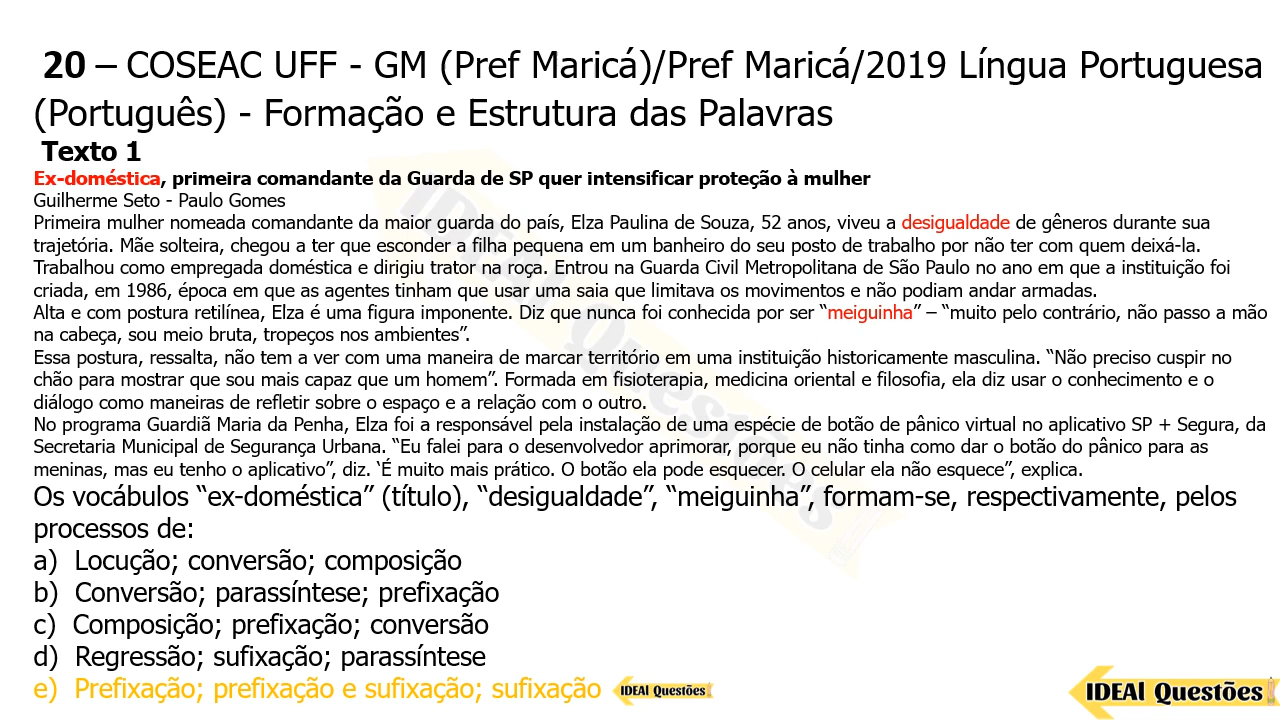 20 – COSEAC UFF - GM (Pref Maricá)/Pref Maricá/2019 Língua Portuguesa
(Português) - Formação e Estrutura das Palavras
Texto 1
Ex-doméstica, primeira comandante da Guarda de SP quer intensificar proteção à mulher
Guilherme Seto - Paulo Gomes
Primeira mulher nomeada comandante da maior guarda do país, Elza Paulina de Souza, 52 anos, viveu a desigualdade de gêneros durante sua
trajetória. Mãe solteira, chegou a ter que esconder a filha pequena em um banheiro do seu posto de trabalho por não ter com quem deixá-la.
Trabalhou como empregada doméstica e dirigiu trator na roça. Entrou na Guarda Civil Metropolitana de São Paulo no ano em que a instituição foi
criada, em 1986, época em que as agentes tinham que usar uma saia que limitava os movimentos e não podiam andar armadas.
Alta e com postura retilínea, Elza é uma figura imponente. Diz que nunca foi conhecida por ser “meiguinha” – “muito pelo contrário, não passo a mão
na cabeça, sou meio bruta, tropeços nos ambientes”.
Essa postura, ressalta, não tem a ver com uma maneira de marcar território em uma instituição historicamente masculina. “Não preciso cuspir no
chão para mostrar que sou mais capaz que um homem”. Formada em fisioterapia, medicina oriental e filosofia, ela diz usar o conhecimento e o
diálogo como maneiras de refletir sobre o espaço e a relação com o outro.
No programa Guardiã Maria da Penha, Elza foi a responsável pela instalação de uma espécie de botão de pânico virtual no aplicativo SP + Segura, da
Secretaria Municipal de Segurança Urbana. “Eu falei para o desenvolvedor aprimorar, porque eu não tinha como dar o botão do pânico para as
meninas, mas eu tenho o aplicativo”, diz. ‘É muito mais prático. O botão ela pode esquecer. O celular ela não esquece”, explica.
Os vocábulos “ex-doméstica” (título), “desigualdade”, “meiguinha”, formam-se, respectivamente, pelos
processos de:
a) Locução; conversão; composição
b) Conversão; parassíntese; prefixação
c) Composição; prefixação; conversão
d) Regressão; sufixação; parassíntese
e) Prefixação; prefixação e sufixação; sufixação
IDEAl Questões
IDEAl Questões
IDEAl Questões